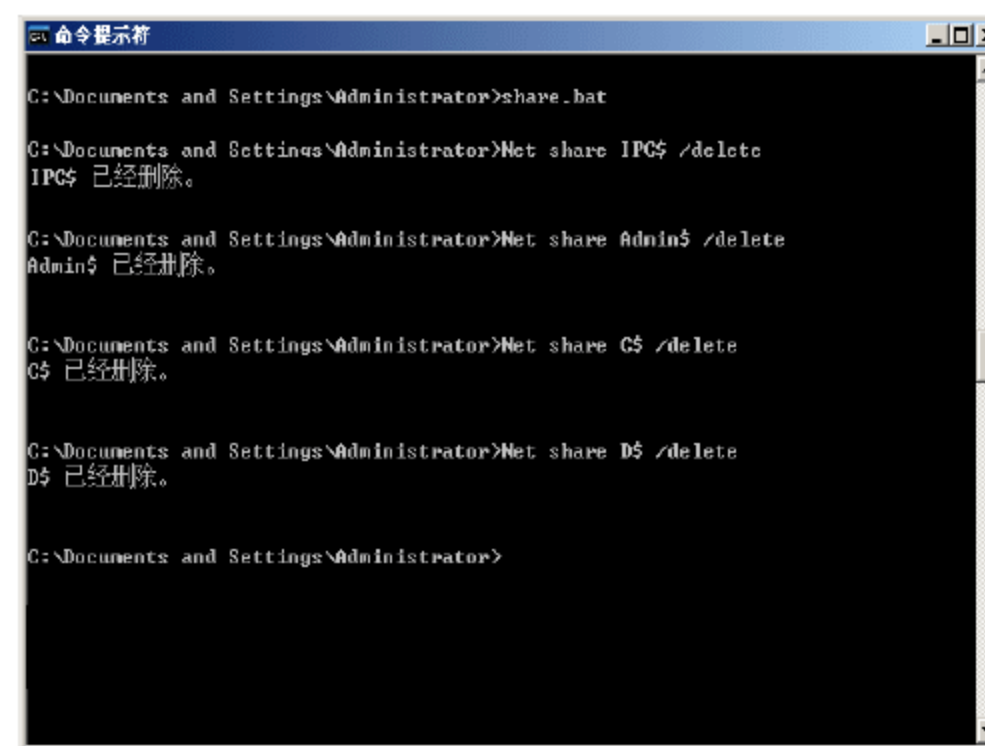 命令提示符
C:\Documents and Settings\Administrator>share.bat
C:\Documents and Settings\Administrator>Net share IPC$ /delete
IPC$ 已经删除。
C:\Documents and Settings\Administrator>Net share Admin$ /delete
Admin$ 已经删除。
C:\Documents and Settings\Administrator>Net share C$ /delete
C$ 已经删除。
C:\Documents and Settings\Administrator>Net share D$ /delete
D$ 已经删除。
C:\Documents and Settings\Administrator>